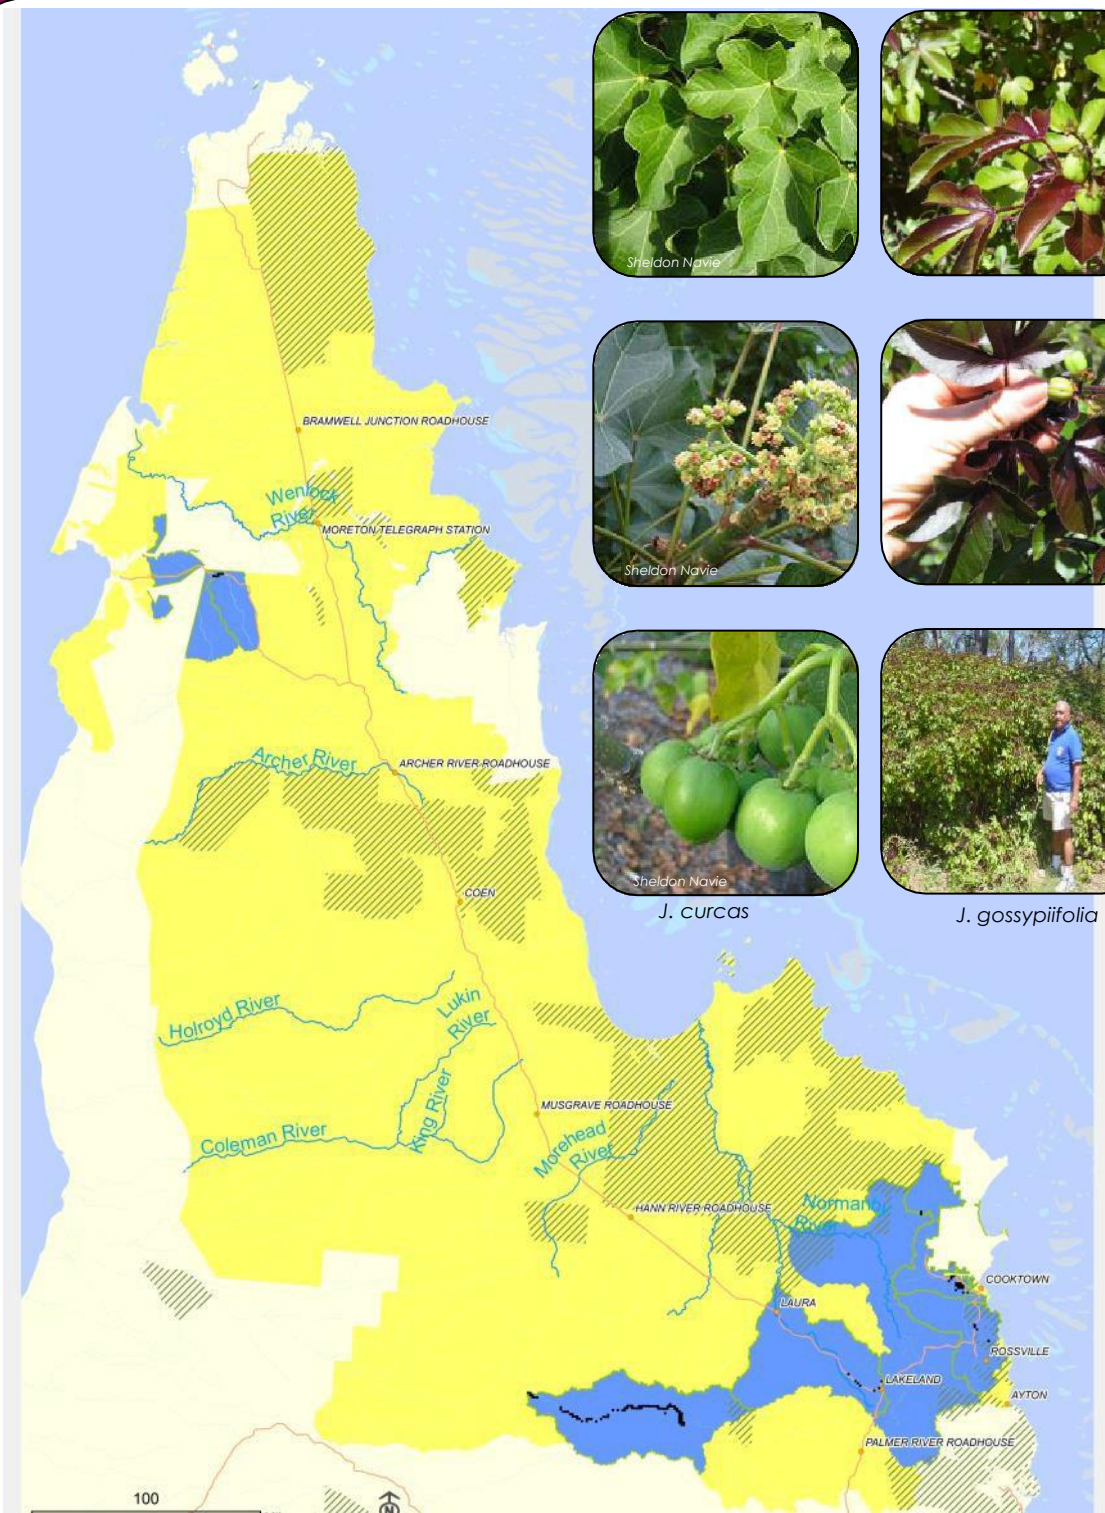 Sheldon Navie
Sheldon Navie
Sheldon Navie
J. curcas
J. gossypiifolia
BRAMWELL JUNCTION ROADHOUSE
Wenlock
River
MORETON TELEGRAPH STATION
Archer River
ARCHER RIVER ROADHOUSE
COEN
Holroyd River
Lukin
River
King River
Coleman River
MUSGRAVE ROADHOUSE
Morehead
River
HANN RIVER ROADHOUSE
Normanby
River
COOKTOWN
LAURA
ROSSVILLE
LAKELAND
AYTON
PALMER RIVER ROADHOUSE
100
N